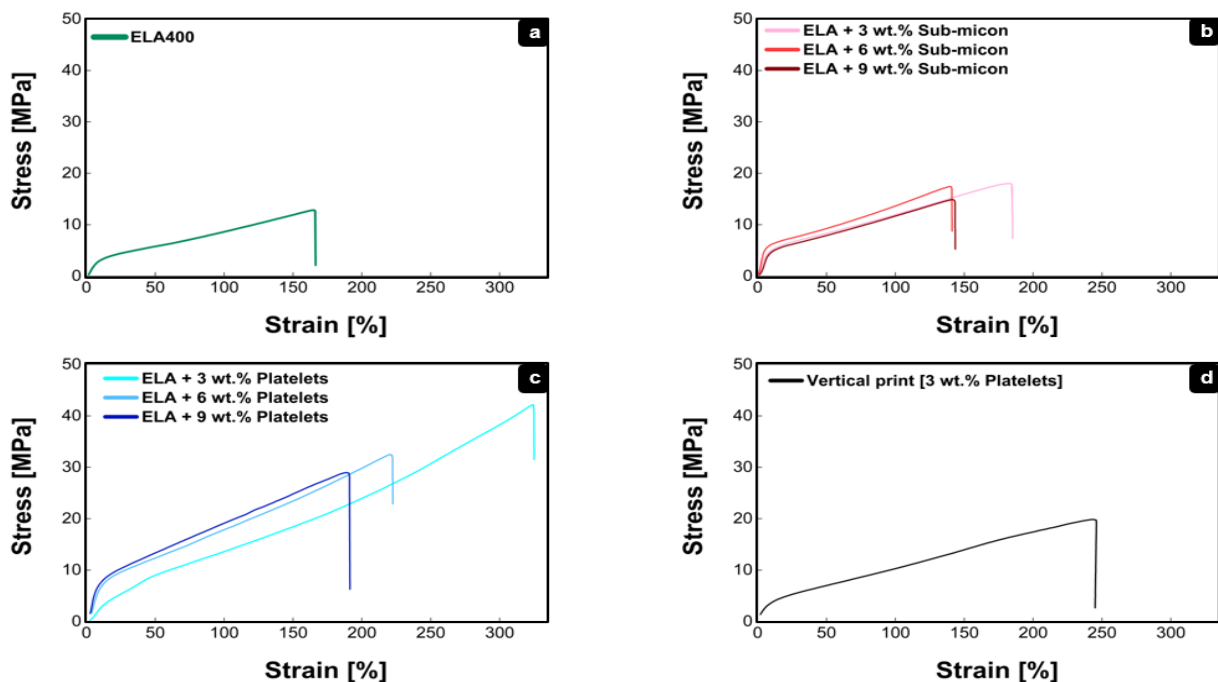 50
40
30
20
10
0
Stress [MPa]
ELA400
a
0 50 100 150 200 250 300
Strain [%]
50
40
30
20
10
0
Stress [MPa]
ELA + 3 wt.% Sub-micon
ELA + 6 wt.% Sub-micon
ELA + 9 wt.% Sub-micon
b
0 50 100 150 200 250 300
Strain [%]
50
40
30
20
10
0
Stress [MPa]
ELA + 3 wt.% Platelets
ELA + 6 wt.% Platelets
ELA + 9 wt.% Platelets
c
0 50 100 150 200 250 300
Strain [%]
50
40
30
20
10
0
Stress [MPa]
Vertical print [3 wt.% Platelets]
d
0 50 100 150 200 250 300
Strain [%]